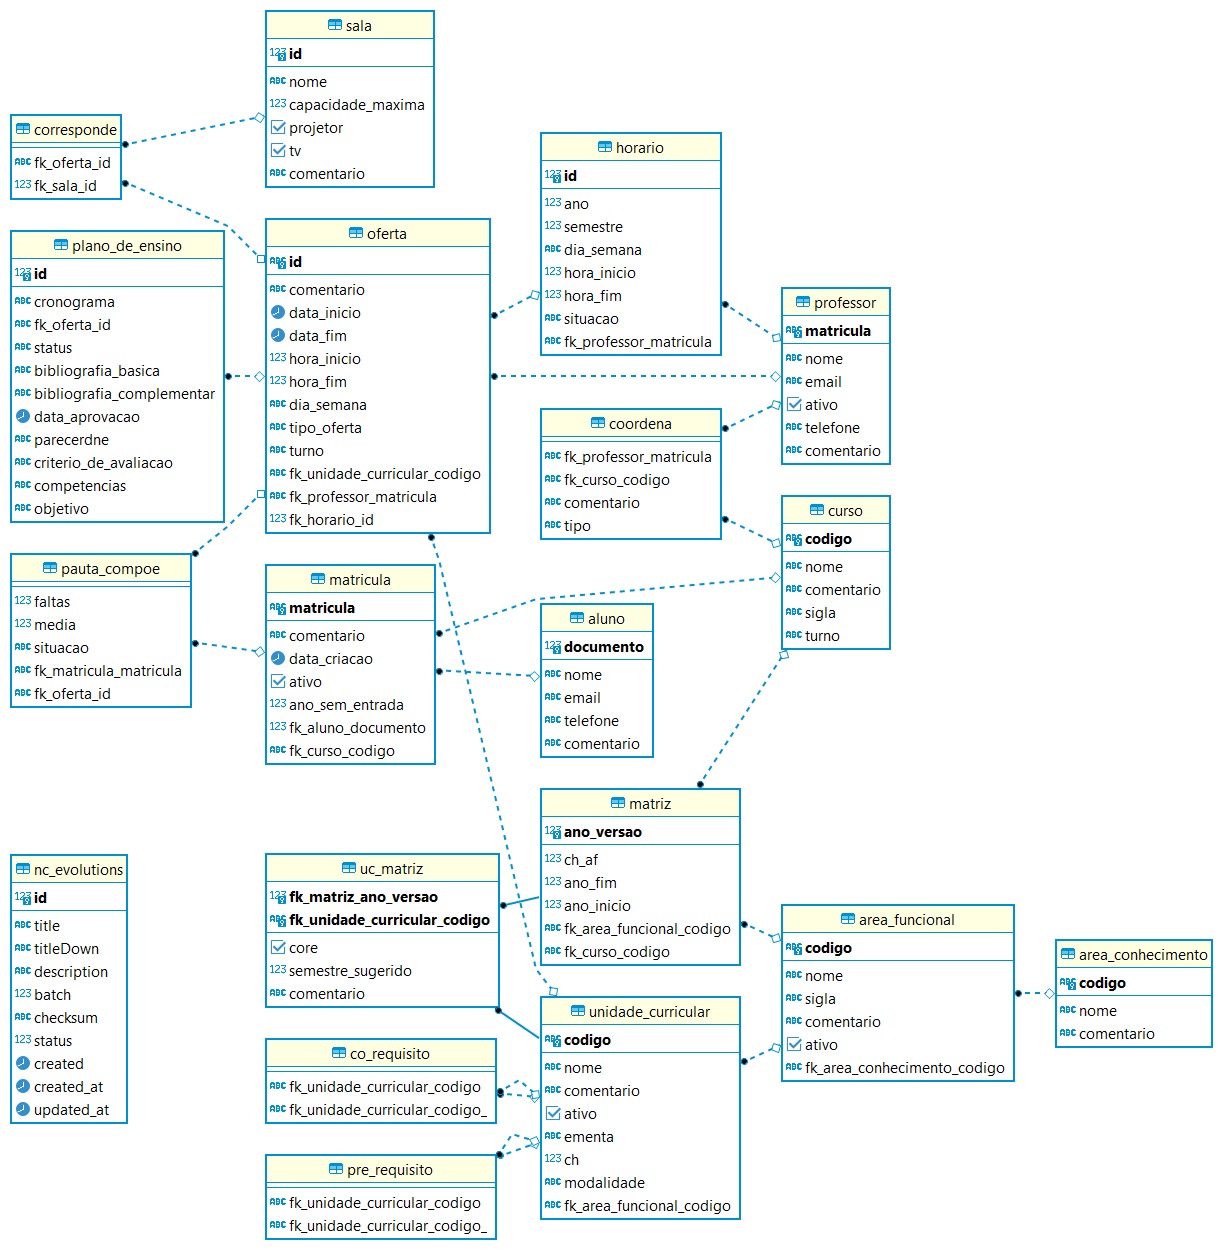 sala
id
nome
capacidade_maxima
projetor
tv
comentario
corresponde
fk_oferta_id
fk_sala_id
horario
id
ano
semestre
dia_semana
hora_inicio
hora_fim
situacao
fk_professor_matricula
plano_de_ensino
id
cronograma
fk_oferta_id
status
bibliografia_basica
bibliografia_complementar
data_aprovacao
parecerdne
criterio_de_avaliacao
competencias
objetivo
oferta
id
comentario
data_inicio
data_fim
hora_inicio
hora_fim
dia_semana
tipo_oferta
turno
fk_unidade_curricular_codigo
fk_professor_matricula
fk_horario_id
professor
matricula
nome
email
ativo
telefone
comentario
coordena
fk_professor_matricula
fk_curso_codigo
comentario
tipo
curso
codigo
nome
comentario
sigla
turno
pauta_compoe
faltas
media
situacao
fk_matricula_matricula
fk_oferta_id
matricula
matricula
comentario
data_criacao
ativo
ano_sem_entrada
fk_aluno_documento
fk_curso_codigo
aluno
documento
nome
email
telefone
comentario
matriz
ano_versao
ch_af
ano_fim
ano_inicio
fk_area_funcional_codigo
fk_curso_codigo
nc_evolutions
id
title
titleDown
description
batch
checksum
status
created
created_at
updated_at
uc_matriz
fk_matriz_ano_versao
fk_unidade_curricular_codigo
core
semestre_sugerido
comentario
area_funcional
codigo
nome
sigla
comentario
ativo
fk_area_conhecimento_codigo
area_conhecimento
codigo
nome
comentario
unidade_curricular
codigo
nome
comentario
ativo
ementa
ch
modalidade
fk_area_funcional_codigo
co_requisito
fk_unidade_curricular_codigo
fk_unidade_curricular_codigo_
pre_requisito
fk_unidade_curricular_codigo
fk_unidade_curricular_codigo_